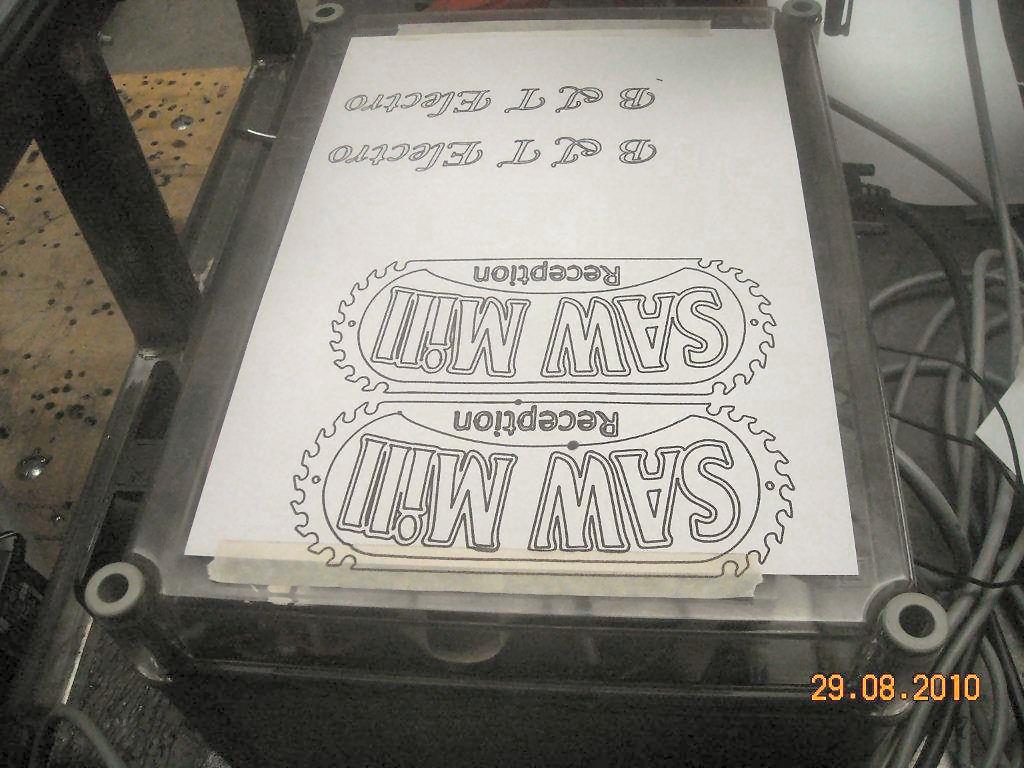 SAW Mill
Reception
SAW Mill
Reception
B & T Electro
B & T Electro
29.08.2010